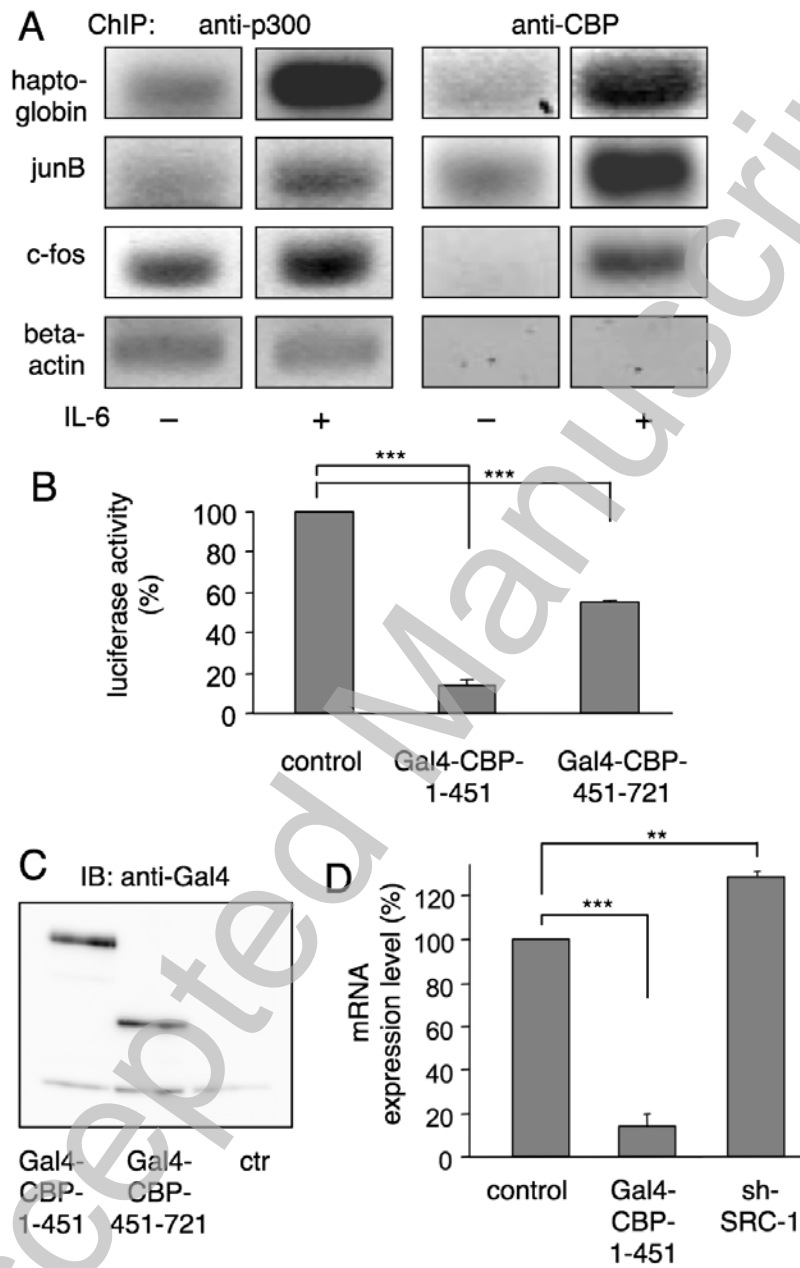 A ChIP: anti-p300 anti-CBP
hapto-
globin
junB
c-fos
beta-
actin
IL-6 – + – +
B
luciferase activity
(%)
100
80
60
40
20
0
***
***
control Gal4-CBP- Gal4-CBP-
1-451 451-721
C IB: anti-Gal4
Gal4- Gal4- ctr
CBP- CBP-
1-451 451-721
D
mRNA
expression level (%)
120
100
80
60
40
20
0
**
***
control Gal4- sh-
CBP- SRC-1
1-451
Accepted Manuscri